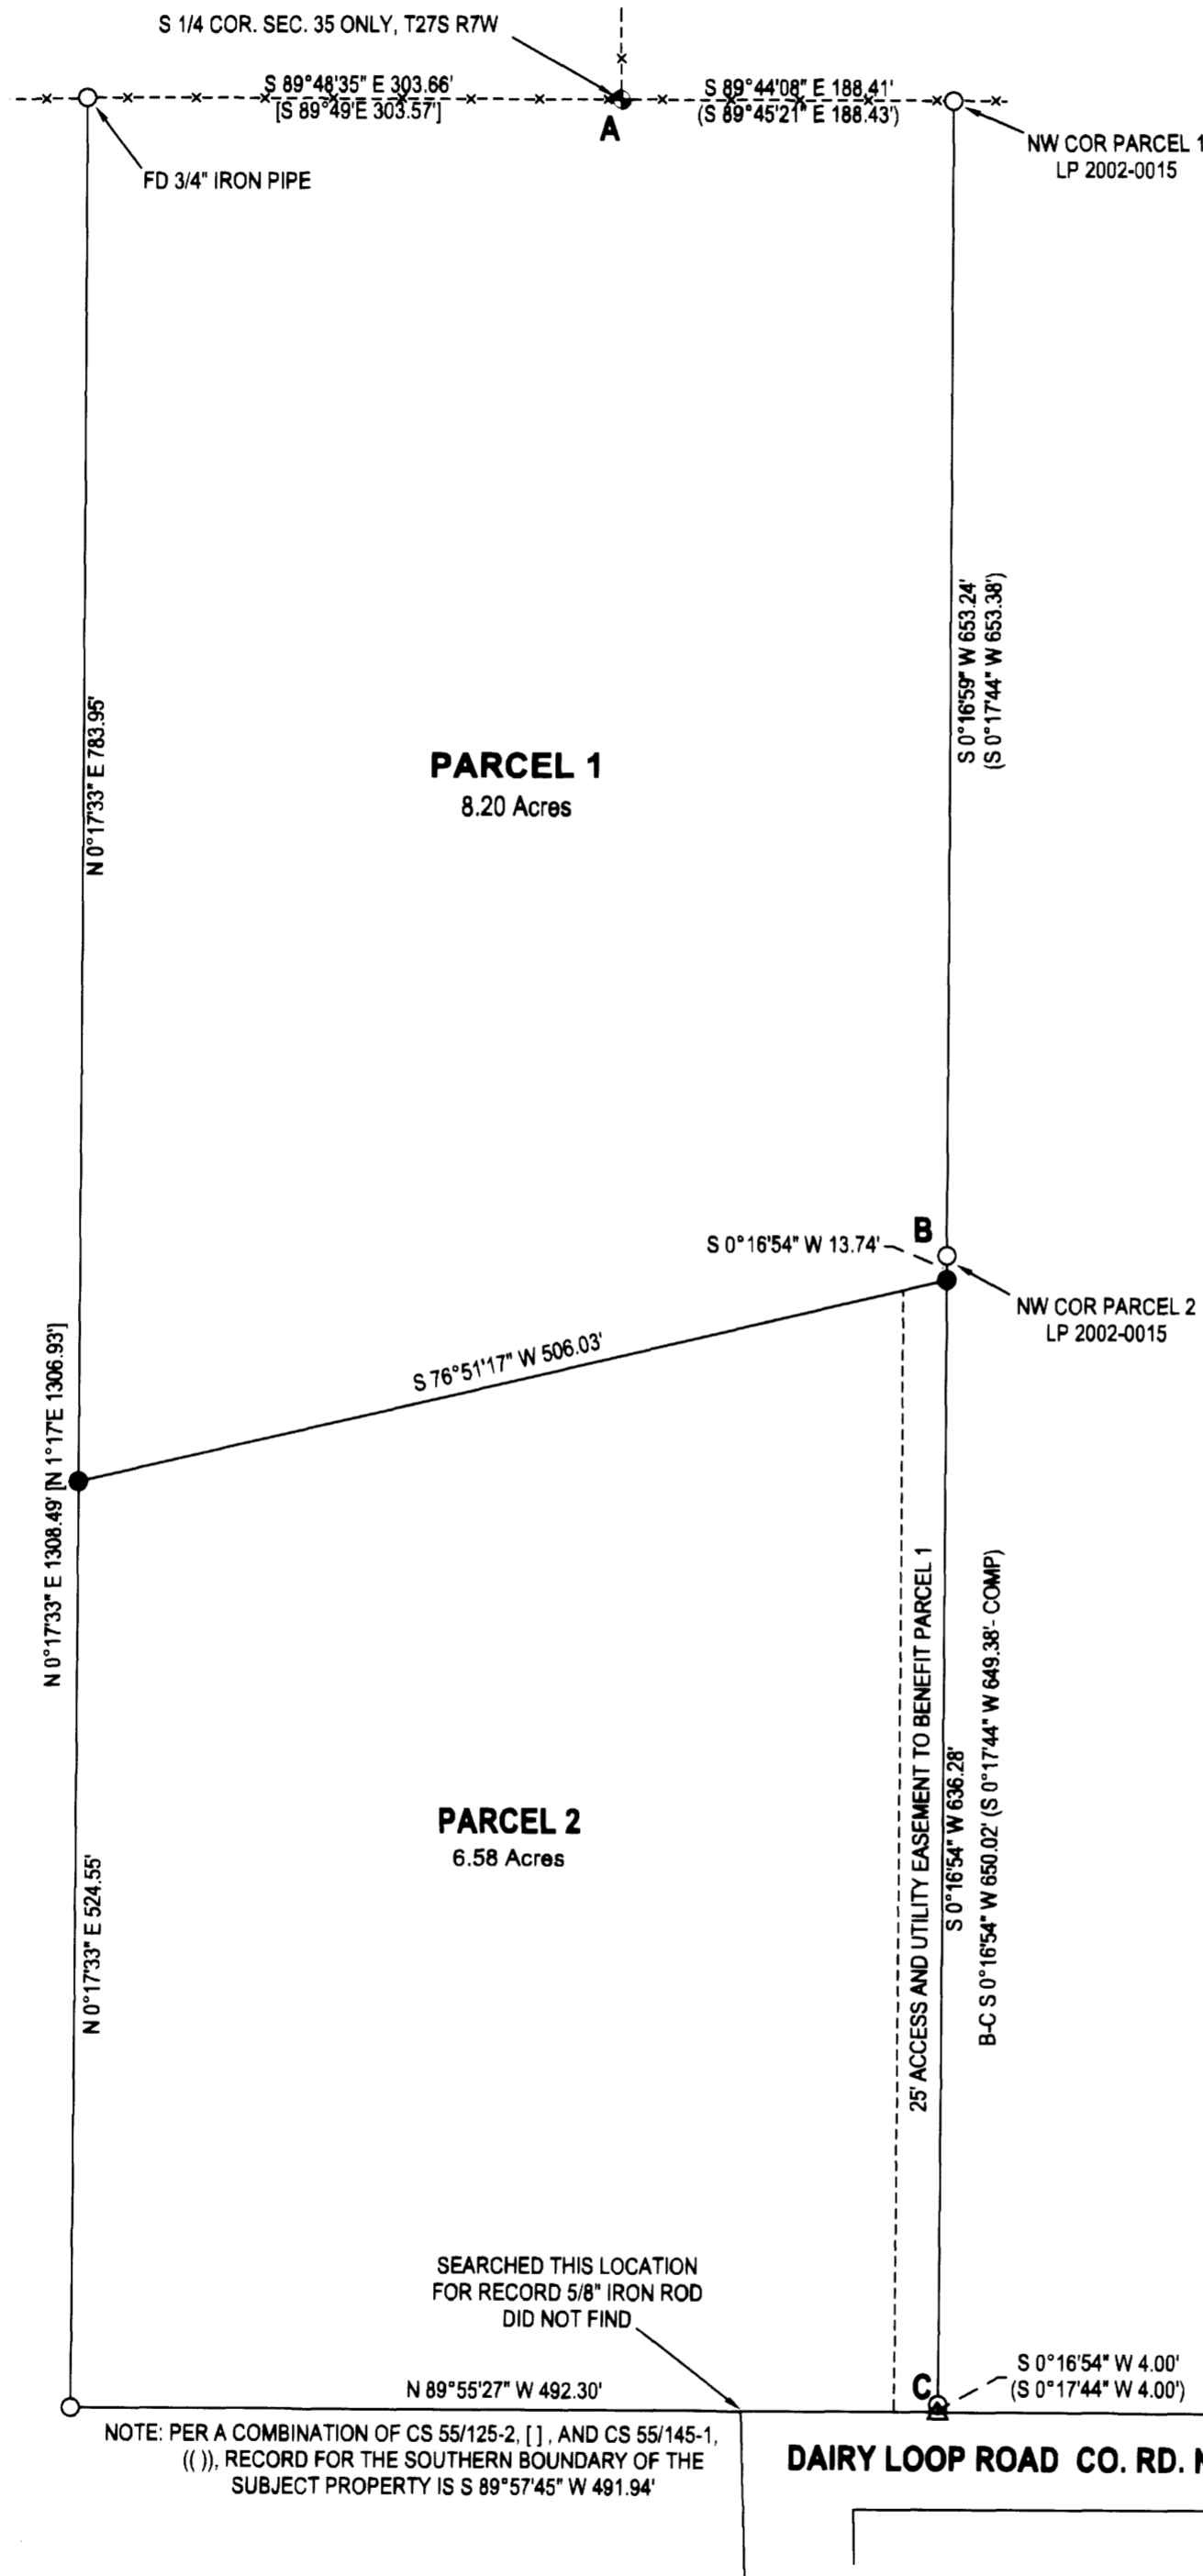 S 1/4 COR. SEC. 35 ONLY, T27S R7W
S 89°48'35" E 303.66'
[S 89°49'E 303.57']
S 89°44'08" E 188.41'
(S 89°45'21" E 188.43')
A
NW COR PARCEL 1
LP 2002-0015
FD 3/4" IRON PIPE
S 0°16'59" W 653.24'
(S 0°17'44" W 653.38')
N 0°17'33" E 783.95'
PARCEL 1
8.20 Acres
B
S 0°16'54" W 13.74'
NW COR PARCEL 2
LP 2002-0015
S 76°51'17" W 506.03'
N 0°17'33" E 1308.49' [N 1°17'E 1306.93']
25' ACCESS AND UTILITY EASEMENT TO BENEFIT PARCEL 1
S 0°16'54" W 636.28'
B-C S 0°16'54" W 650.02' (S 0°17'44" W 649.38'- COMP)
PARCEL 2
6.58 Acres
N 0°17'33" E 524.55'
SEARCHED THIS LOCATION
FOR RECORD 5/8" IRON ROD
DID NOT FIND
S 0°16'54" W 4.00'
(S 0°17'44" W 4.00')
C
N 89°55'27" W 492.30'
NOTE: PER A COMBINATION OF CS 55/125-2, [ ], AND CS 55/145-1,
(( )), RECORD FOR THE SOUTHERN BOUNDARY OF THE
SUBJECT PROPERTY IS S 89°57'45" W 491.94'
DAIRY LOOP ROAD CO. RD.